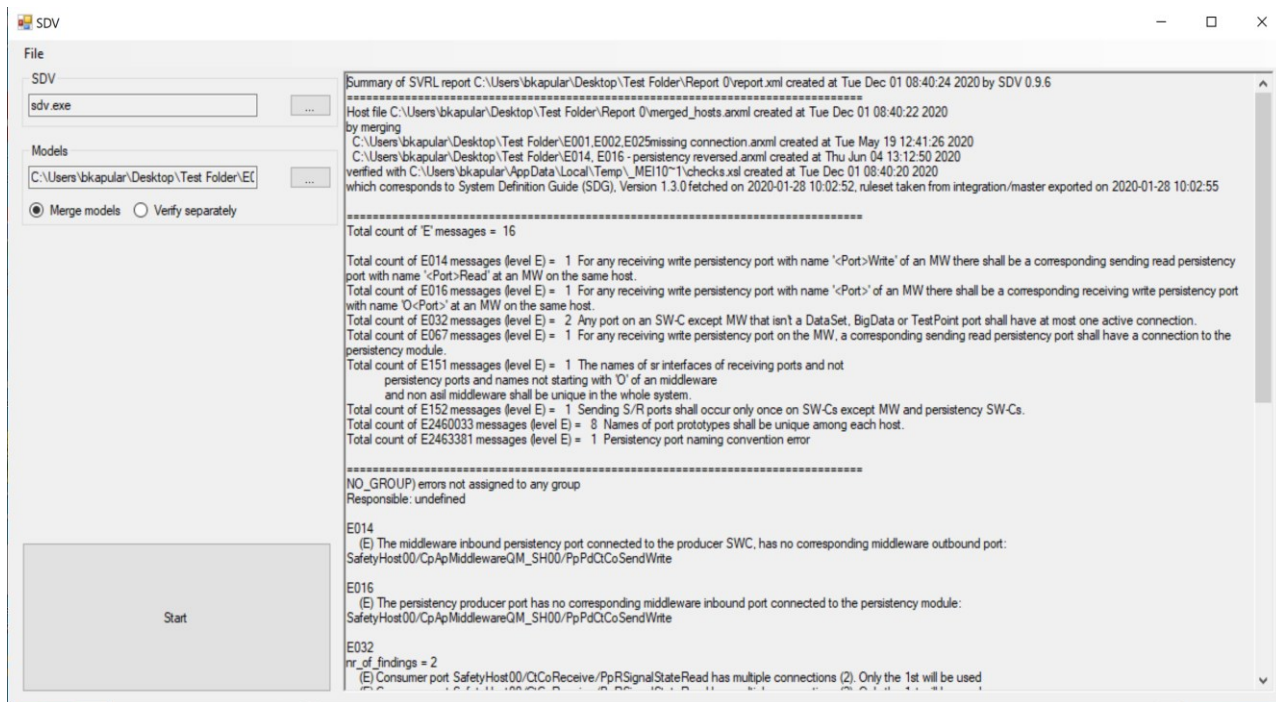 SDV
File
SDV
sdv.exe
...
Models
C:\Users\bkapular\Desktop\Test Folder\E(
...
Merge models
Verify separately
Start
Summary of SVRL report C:\Users\bkapular\Desktop\Test Folder\Report 0\report.xml created at Tue Dec 01 08:40:24 2020 by SDV 0.9.6
================================================================================
Host file C:\Users\bkapular\Desktop\Test Folder\Report 0\merged_hosts.arxml created at Tue Dec 01 08:40:22 2020
by merging
C:\Users\bkapular\Desktop\Test Folder\E001,E002,E025missing connection.arxml created at Tue May 19 12:41:26 2020
C:\Users\bkapular\Desktop\Test Folder\E014, E016 - persistency reversed.arxml created at Thu Jun 04 13:12:50 2020
verified with C:\Users\bkapular\AppData\Local\Temp\_MEI10~1\checks.xsl created at Tue Dec 01 08:40:20 2020
which corresponds to System Definition Guide (SDG), Version 1.3.0 fetched on 2020-01-28 10:02:52, ruleset taken from integration/master exported on 2020-01-28 10:02:55
================================================================================
Total count of 'E' messages = 16
Total count of E014 messages (level E) = 1 For any receiving write persistency port with name '<Port>Write' of an MW there shall be a corresponding sending read persistency
port with name '<Port>Read' at an MW on the same host.
Total count of E016 messages (level E) = 1 For any receiving write persistency port with name '<Port>' of an MW there shall be a corresponding receiving write persistency port
with name 'O<Port>' at an MW on the same host.
Total count of E032 messages (level E) = 2 Any port on an SW-C except MW that isn't a DataSet, BigData or TestPoint port shall have at most one active connection.
Total count of E067 messages (level E) = 1 For any receiving write persistency port on the MW, a corresponding sending read persistency port shall have a connection to the
persistency module.
Total count of E151 messages (level E) = 1 The names of sr interfaces of receiving ports and not
persistency ports and names not starting with 'O' of an middleware
and non asil middleware shall be unique in the whole system.
Total count of E152 messages (level E) = 1 Sending S/R ports shall occur only once on SW-Cs except MW and persistency SW-Cs.
Total count of E2460033 messages (level E) = 8 Names of port prototypes shall be unique among each host.
Total count of E2463381 messages (level E) = 1 Persistency port naming convention error
================================================================================
NO_GROUP) errors not assigned to any group
Responsible: undefined
E014
(E) The middleware inbound persistency port connected to the producer SWC, has no corresponding middleware outbound port:
SafetyHost00/CpApMiddlewareQM_SH00/PpPdCtCoSendWrite
E016
(E) The persistency producer port has no corresponding middleware inbound port connected to the persistency module:
SafetyHost00/CpApMiddlewareQM_SH00/PpPdCtCoSendWrite
E032
nr_of_findings = 2
(E) Consumer port SafetyHost00/CtCoReceive/PpRSignalStateRead has multiple connections (2). Only the 1st will be used